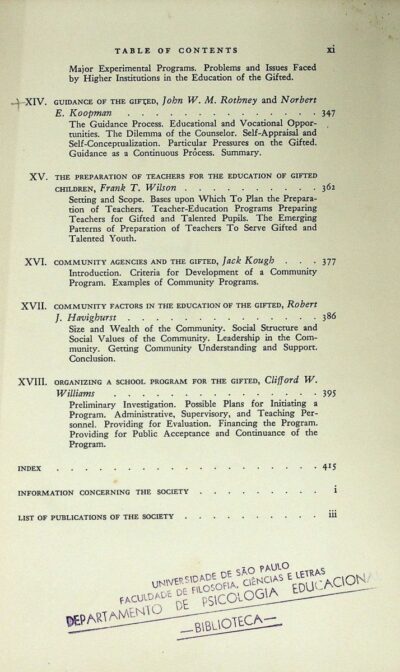 TABLE OF CONTENTS xi
Major Experimental Programs. Problems and Issues Faced
by Higher Institutions in the Education of the Gifted.
XIV. GUIDANCE OF THE GIFTED, John W. M. Rothney and Norbert
E. Koopman . . . . . . . . . . . . . 347
The Guidance Process. Educational and Vocational Oppor-
tunities. The Dilemma of the Counselor. Self-Appraisal and
Self-Conceptualization. Particular Pressures on the Gifted.
Guidance as a Continuous Process. Summary.
XV. THE PREPARATION OF TEACHERS FOR THE EDUCATION OF GIFTED
CHILDREN, Frank T. Wilson . . . . . . . . . . 362
Setting and Scope. Bases upon Which To Plan the Prepara-
tion of Teachers. Teacher-Education Programs Preparing
Teachers for Gifted and Talented Pupils. The Emerging
Patterns of Preparation of Teachers To Serve Gifted and
Talented Youth.
XVI. COMMUNITY AGENCIES AND THE GIFTED, Jack Kough . . . 377
Introduction. Criteria for Development of a Community
Program. Examples of Community Programs.
XVII. COMMUNITY FACTORS IN THE EDUCATION OF THE GIFTED, Robert
J. Havighurst . . . . . . . . . . . . . 386
Size and Wealth of the Community. Social Structure and
Social Values of the Community. Leadership in the Com-
munity. Getting Community Understanding and Support.
Conclusion.
XVIII. ORGANIZING A SCHOOL PROGRAM FOR THE GIFTED, Clifford W.
Williams . . . . . . . . . . . . . . 395
Preliminary Investigation. Possible Plans for Initiating a
Program. Administrative, Supervisory, and Teaching Per-
sonnel. Providing for Evaluation. Financing the Program.
Providing for Public Acceptance and Continuance of the
Program.
INDEX . . . . . . . . . . . . . . . . . . 415
INFORMATION CONCERNING THE SOCIETY . . . . . . . . i
LIST OF PUBLICATIONS OF THE SOCIETY . . . . . . . . . iii
UNIVERSIDADE DE SÃO PAULO
FACULDADE DE FILOSOFIA, CIÊNCIAS E LETRAS
DEPARTAMENTO DE PSICOLOGIA EDUCACIONA
—BIBLIOTECA—